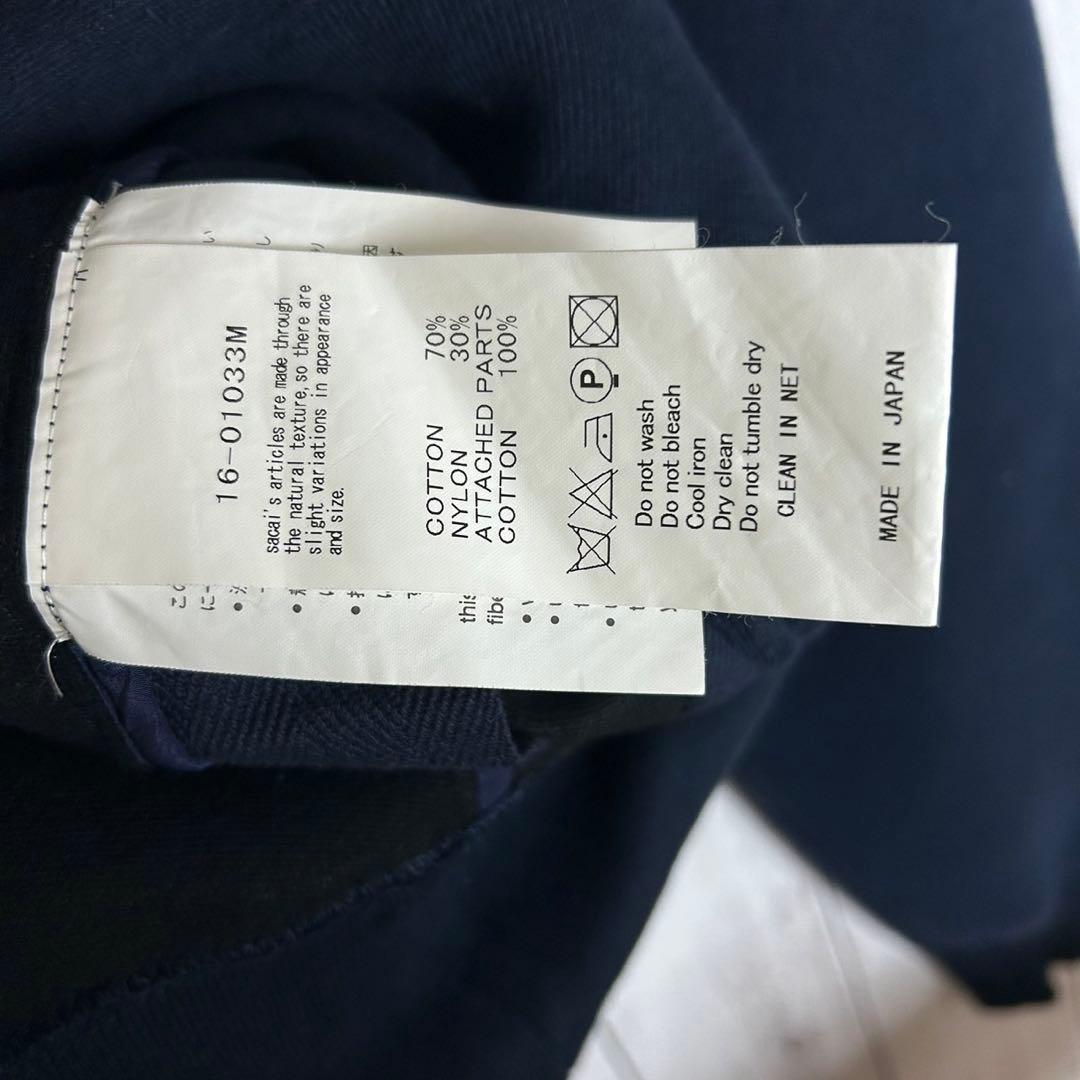 16-01033M
sacai's articles are made through
the natural texture, so there are
slight variations in appearance
and size.
COTTON 70%
NYLON 30%
ATTACHED PARTS
COTTON 100%
P
Do not wash
Do not bleach
Cool iron
Dry clean
Do not tumble dry
CLEAN IN NET
MADE IN JAPAN